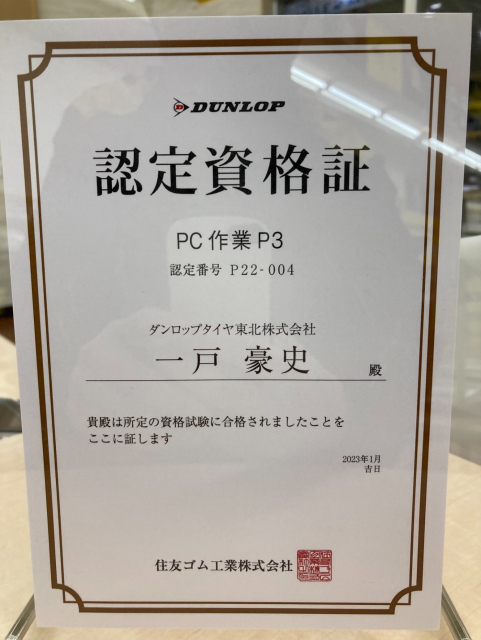 DUNLOP
認定資格証
PC作業P3
認定番号 P22-004
ダンロップタイヤ東北株式会社
一戸 豪史 殿
貴殿は所定の資格試験に合格されましたことを
ここに証します
2023年1月
吉日
住友ゴム工業株式会社